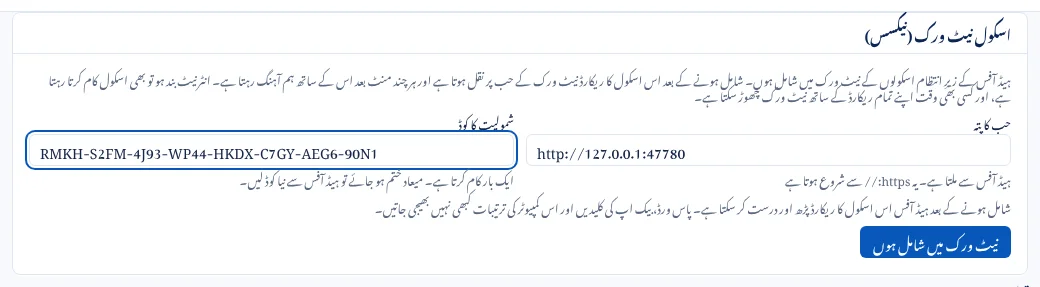 اسکول نیٹ ورک (نیکسس)
ہیڈ آفس کے زیرِ انتظام اسکولوں کے نیٹ ورک میں شامل ہوں۔ شامل ہونے کے بعد اس اسکول کا ریکارڈ نیٹ ورک کے حب پر نقل ہوتا ہے اور ہر چند منٹ بعد اس کے ساتھ ہم آہنگ رہتا ہے۔ انٹرنیٹ بند ہو تو بھی اسکول کام کرتا رہتا
ہے، اور کسی بھی وقت اپنے تمام ریکارڈ کے ساتھ نیٹ ورک چھوڑ سکتا ہے۔
حب کا پتہ
http://127.0.0.1:47780
ہیڈ آفس سے ملتا ہے۔ یہ https:// سے شروع ہوتا ہے
شمولیت کا کوڈ
RMKH-S2FM-4J93-WP44-HKDX-C7GY-AEG6-90N1
ایک بار کام کرتا ہے۔ میعاد ختم ہو جائے تو ہیڈ آفس سے نیا کوڈ لیں۔
شامل ہونے کے بعد ہیڈ آفس اس اسکول کا ریکارڈ پڑھ اور درست کر سکتا ہے۔ پاس ورڈ، بیک اپ کی کلیدیں اور اس کمپیوٹر کی ترتیبات کبھی نہیں بھیجی جاتیں۔
نیٹ ورک میں شامل ہوں